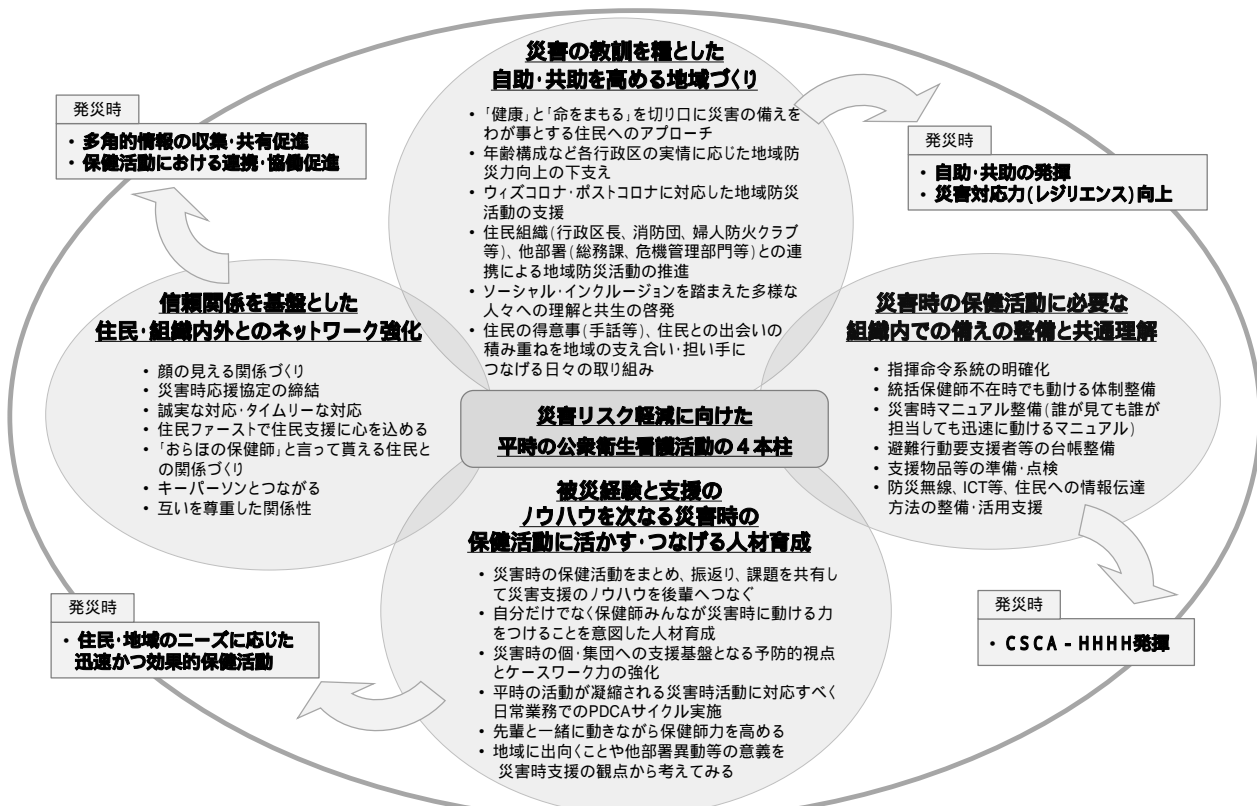 災害の教訓を糧とした
自助･共助を高める地域づくり
・「健康」と「命をまもる」を切り口に災害の備えを
わが事とする住民へのアプローチ
・年齢構成など各行政区の実情に応じた地域防
災力向上の下支え
・ウィズコロナ･ポストコロナに対応した地域防災
活動の支援
・住民組織(行政区長、消防団、婦人防火クラブ
等)、他部署(総務課、危機管理部門等)との連
携による地域防災活動の推進
・ソーシャル･インクルージョンを踏まえた多様な
人々への理解と共生の啓発
・住民の得意事(手話等)、住民との出会いの
積み重ねを地域の支え合い･担い手に
つなげる日々の取り組み
発災時
・多角的情報の収集･共有促進
・保健活動における連携･協働促進
発災時
・自助･共助の発揮
・災害対応力(レジリエンス)向上
信頼関係を基盤とした
住民･組織内外とのネットワーク強化
・顔の見える関係づくり
・災害時応援協定の締結
・誠実な対応･タイムリーな対応
・住民ファーストで住民支援に心を込める
・「おらほの保健師」と言って貰える住民と
の関係づくり
・キーパーソンとつながる
・互いを尊重した関係性
災害時の保健活動に必要な
組織内での備えの整備と共通理解
・指揮命令系統の明確化
・統括保健師不在時でも動ける体制整備
・災害時マニュアル整備(誰が見ても誰が
担当しても迅速に動けるマニュアル)
・避難行動要支援者等の台帳整備
・支援物品等の準備･点検
・防災無線、ICT等、住民への情報伝達
方法の整備･活用支援
災害リスク軽減に向けた
平時の公衆衛生看護活動の４本柱
被災経験と支援の
ノウハウを次なる災害時の
保健活動に活かす･つなげる人材育成
・災害時の保健活動をまとめ、振返り、課題を共有し
て災害支援のノウハウを後輩へつなぐ
・自分だけでなく保健師みんなが災害時に動ける力
をつけることを意図した人材育成
・災害時の個･集団への支援基盤となる予防的視点
とケースワーク力の強化
・平時の活動が凝縮される災害時活動に対応すべく
日常業務でのPDCAサイクル実施
・先輩と一緒に動きながら保健師力を高める
・地域に出向くことや他部署異動等の意義を
災害時支援の観点から考えてみる
発災時
・住民･地域のニーズに応じた
迅速かつ効果的保健活動
発災時
・ＣＳＣＡ－ＨＨＨＨ発揮